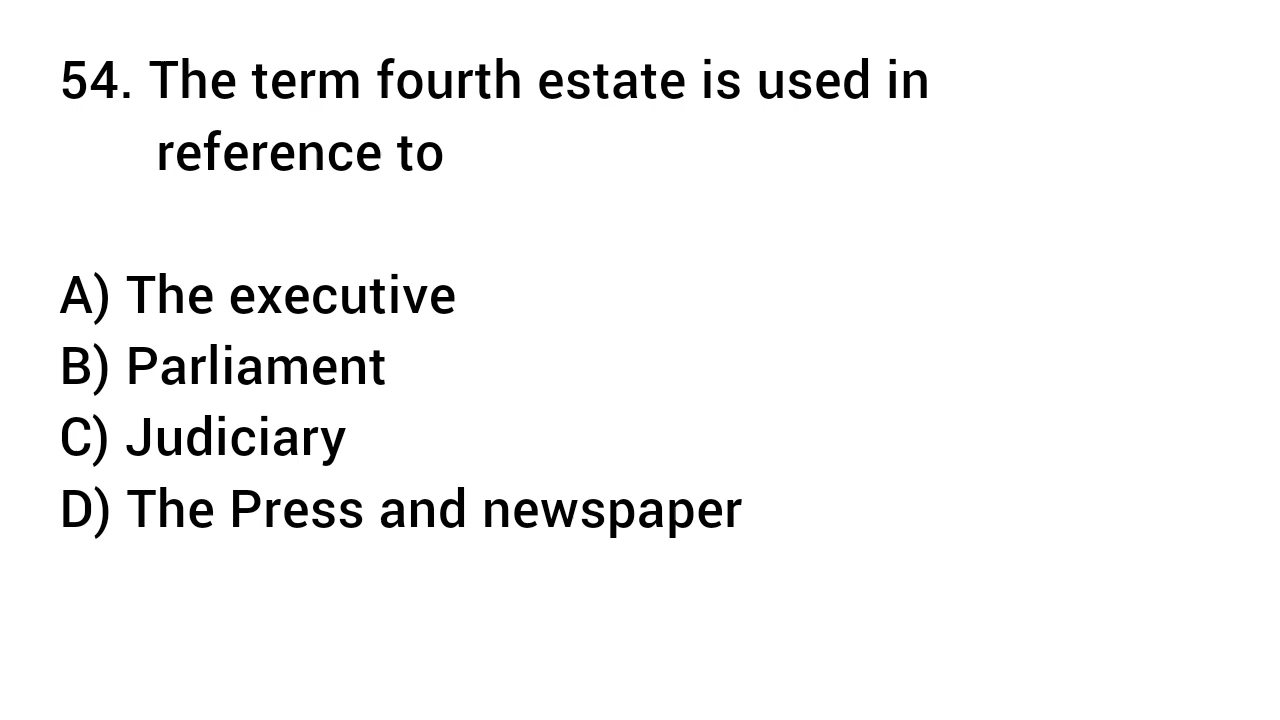 54. The term fourth estate is used in
reference to
A) The executive
B) Parliament
C) Judiciary
D) The Press and newspaper